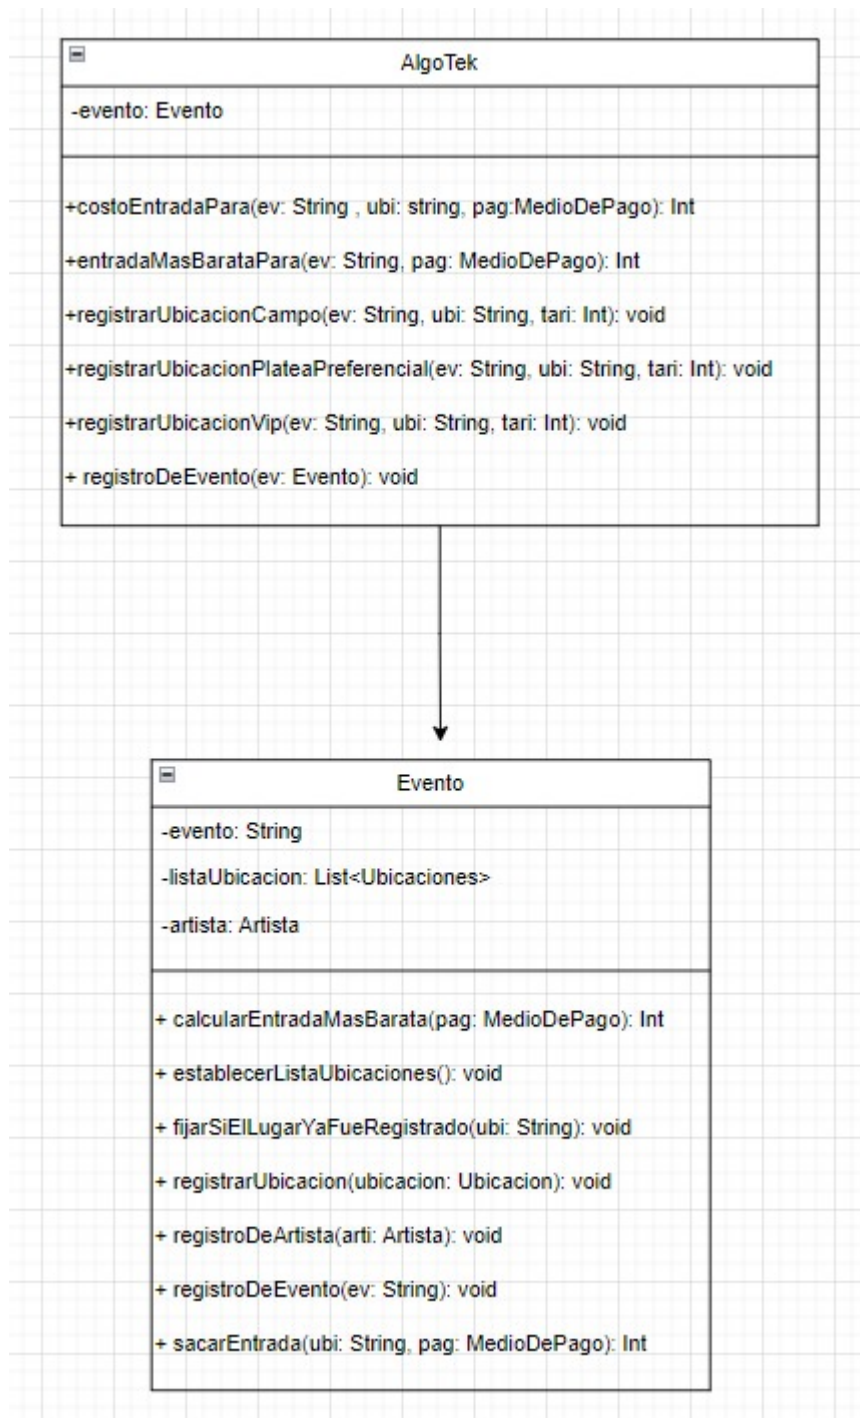 AlgoTek
-evento: Evento
+costoEntradaPara(ev: String , ubi: string, pag:MedioDePago): Int
+entradaMasBarataPara(ev: String, pag: MedioDePago): Int
+registrarUbicacionCampo(ev: String, ubi: String, tari: Int): void
+registrarUbicacionPlateaPreferencial(ev: String, ubi: String, tari: Int): void
+registrarUbicacionVip(ev: String, ubi: String, tari: Int): void
+ registroDeEvento(ev: Evento): void
Evento
-evento: String
-listaUbicacion: List<Ubicaciones>
-artista: Artista
+ calcularEntradaMasBarata(pag: MedioDePago): Int
+ establecerListaUbicaciones(): void
+ fijarSiElLugarYaFueRegistrado(ubi: String): void
+ registrarUbicacion(ubicacion: Ubicacion): void
+ registroDeArtista(arti: Artista): void
+ registroDeEvento(ev: String): void
+ sacarEntrada(ubi: String, pag: MedioDePago): Int